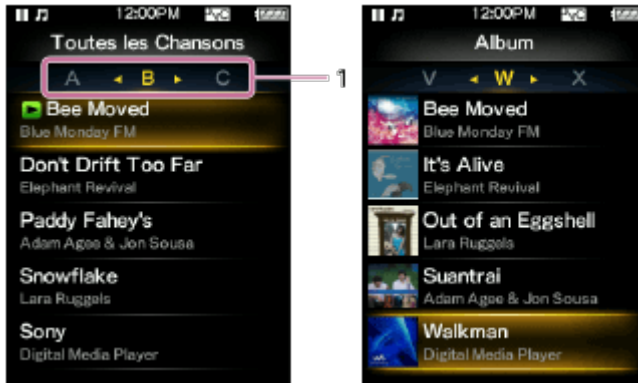 12:00PM
Toutes les Chansons
A B C
1
Bee Moved
Blue Monday FM
Don't Drift Too Far
Elephant Revival
Paddy Fahey's
Adam Agee & Jon Sousa
Snowflake
Lara Ruggels
Sony
Digital Media Player
12:00PM
Album
V W X
Bee Moved
Blue Monday FM
It's Alive
Elephant Revival
Out of an Eggshell
Lara Ruggels
Suantrai
Adam Agee & Jon Sousa
Walkman
Digital Media Player